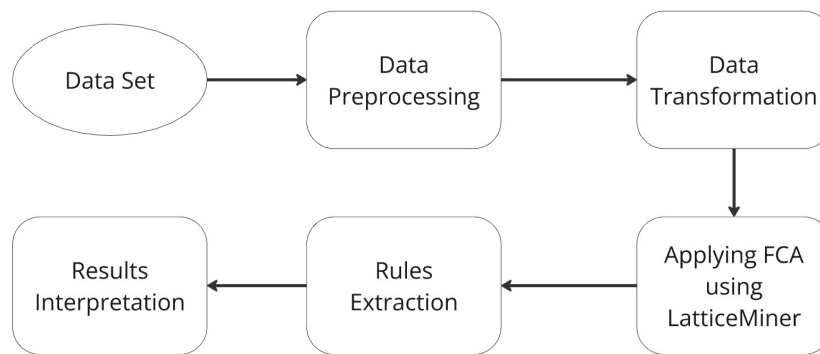 Data Set
Data
Preprocessing
Data
Transformation
Applying FCA
using
LatticeMiner
Rules
Extraction
Results
Interpretation